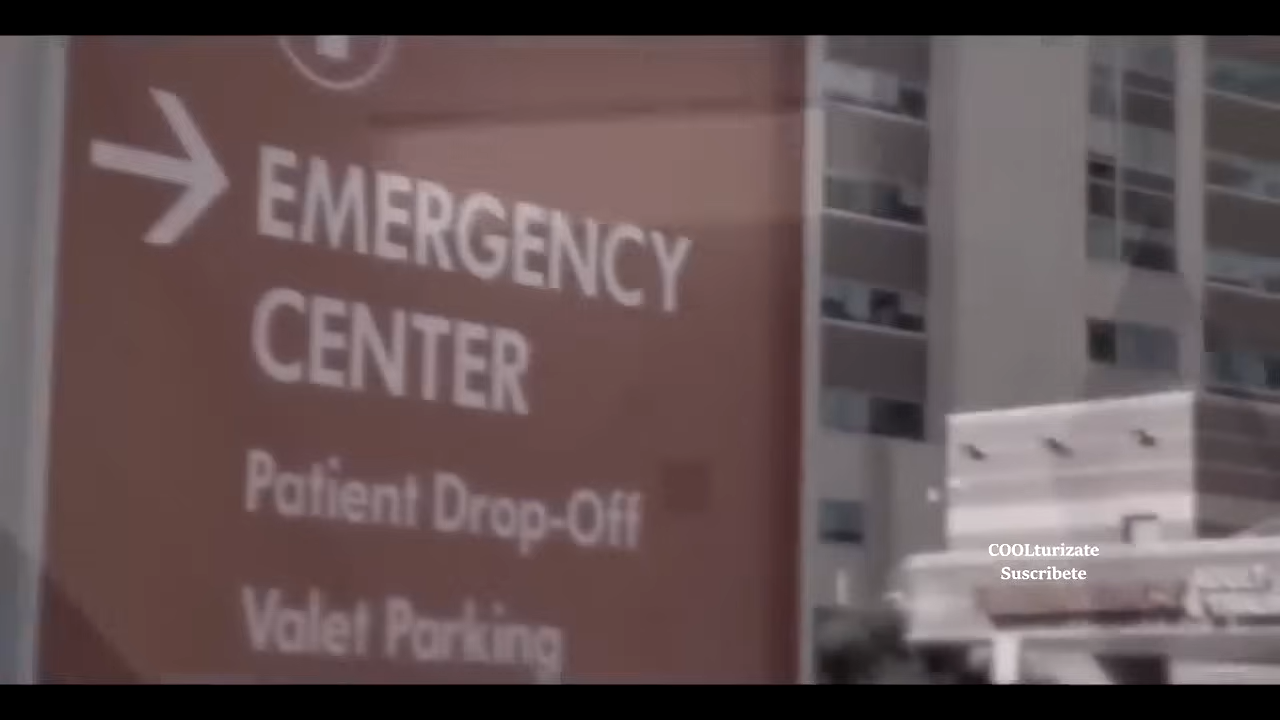 EMERGENCY
CENTER
Patient Drop-Off
Valet Parking
COOLturizate
Suscribete